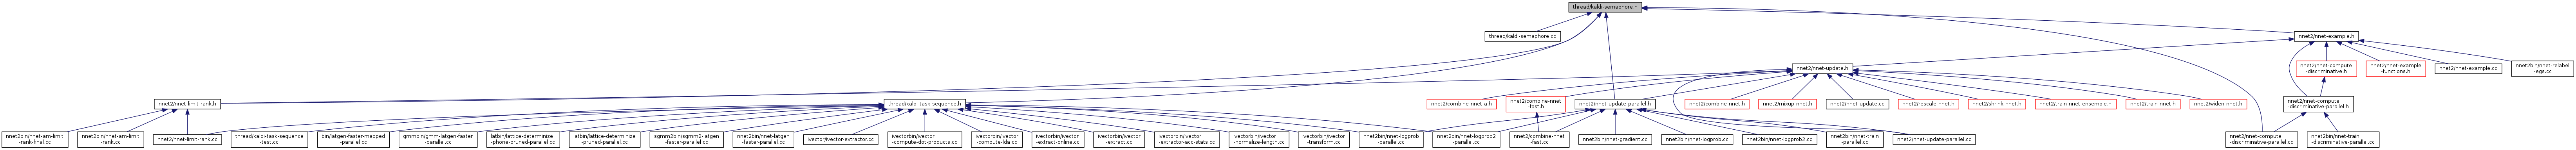 thread/kaldi-semaphore.h
thread/kaldi-semaphore.cc
nnet2/nnet-example.h
nnet2/nnet-update.h
nnet2/nnet-compute
-discriminative.h
nnet2/nnet-example
-functions.h
nnet2/nnet-example.cc
nnet2bin/nnet-relabel
-egs.cc
nnet2/nnet-limit-rank.h
thread/kaldi-task-sequence.h
nnet2/combine-nnet-a.h
nnet2/combine-nnet
-fast.h
nnet2/nnet-update-parallel.h
nnet2/combine-nnet.h
nnet2/mixup-nnet.h
nnet2/nnet-update.cc
nnet2/rescale-nnet.h
nnet2/shrink-nnet.h
nnet2/train-nnet-ensemble.h
nnet2/train-nnet.h
nnet2/widen-nnet.h
nnet2/nnet-compute
-discriminative-parallel.h
nnet2bin/nnet-am-limit
-rank-final.cc
nnet2bin/nnet-am-limit
-rank.cc
nnet2/nnet-limit-rank.cc
thread/kaldi-task-sequence
-test.cc
bin/latgen-faster-mapped
-parallel.cc
gmmbin/gmm-latgen-faster
-parallel.cc
latbin/lattice-determinize
-phone-pruned-parallel.cc
latbin/lattice-determinize
-pruned-parallel.cc
sgmm2bin/sgmm2-latgen
-faster-parallel.cc
nnet2bin/nnet-latgen
-faster-parallel.cc
ivector/ivector-extractor.cc
ivectorbin/ivector
-compute-dot-products.cc
ivectorbin/ivector
-compute-lda.cc
ivectorbin/ivector
-extract-online.cc
ivectorbin/ivector
-extract.cc
ivectorbin/ivector
-extractor-acc-stats.cc
ivectorbin/ivector
-normalize-length.cc
ivectorbin/ivector
-transform.cc
nnet2bin/nnet-logprob
-parallel.cc
nnet2bin/nnet-logprob2
-parallel.cc
nnet2/combine-nnet
-fast.cc
nnet2bin/nnet-gradient.cc
nnet2bin/nnet-logprob.cc
nnet2bin/nnet-logprob2.cc
nnet2bin/nnet-train
-parallel.cc
nnet2/nnet-update-parallel.cc
nnet2/nnet-compute
-discriminative-parallel.cc
nnet2bin/nnet-train
-discriminative-parallel.cc